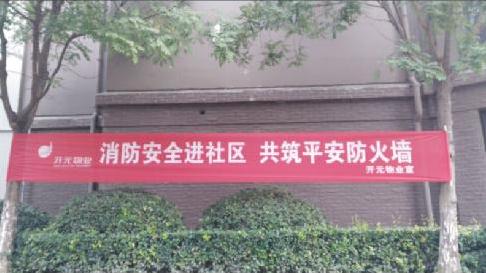 开元物业
消防安全进社区 共筑平安防火墙
开元物业宣